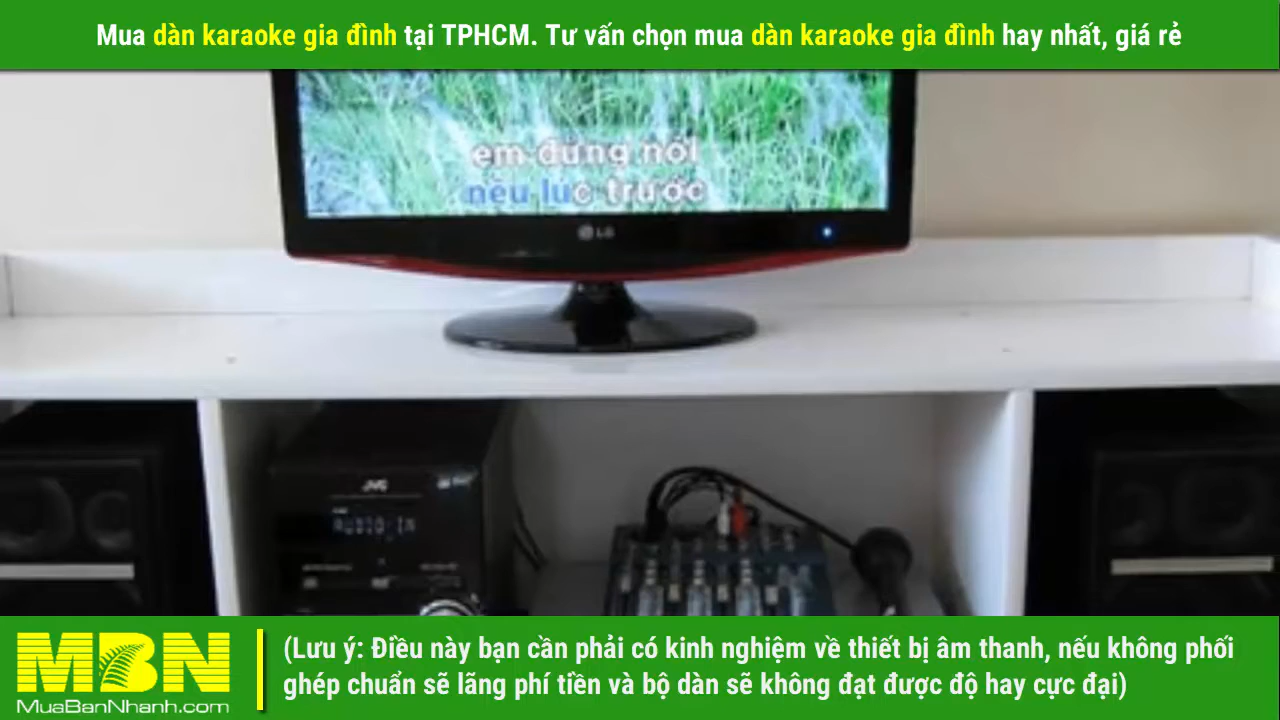 Mua dàn karaoke gia đình tại TPHCM. Tư vấn chọn mua dàn karaoke gia đình hay nhất, giá rẻ
em đừng nói
nếu lúc trước
LG
JVC
AUDIO IN
MBN
MuaBanNhanh.com
(Lưu ý: Điều này bạn cần phải có kinh nghiệm về thiết bị âm thanh, nếu không phối
ghép chuẩn sẽ lãng phí tiền và bộ dàn sẽ không đạt được độ hay cực đại)